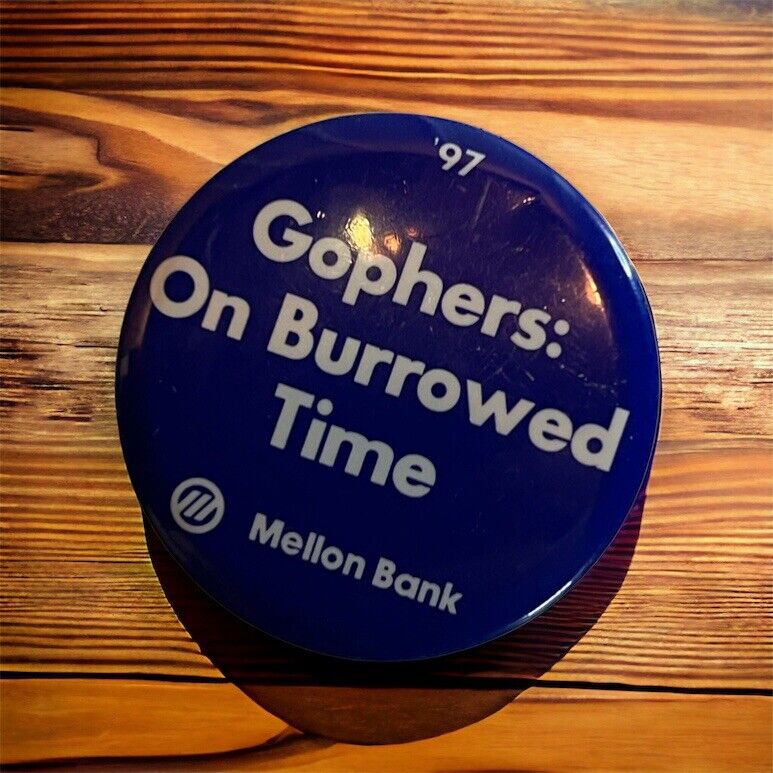 '97
Gophers:
On Burrowed
Time
Mellon Bank